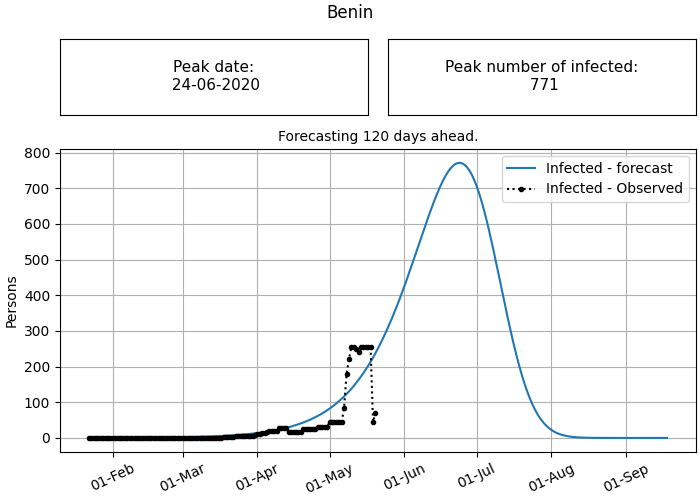 Benin
Peak date:
24-06-2020
Peak number of infected:
771
Forecasting 120 days ahead.
800
700
600
500
400
300
200
100
0
Persons
Infected - forecast
Infected - Observed
01-Feb
01-Mar
01-Apr
01-May
01-Jun
01-Jul
01-Aug
01-Sep